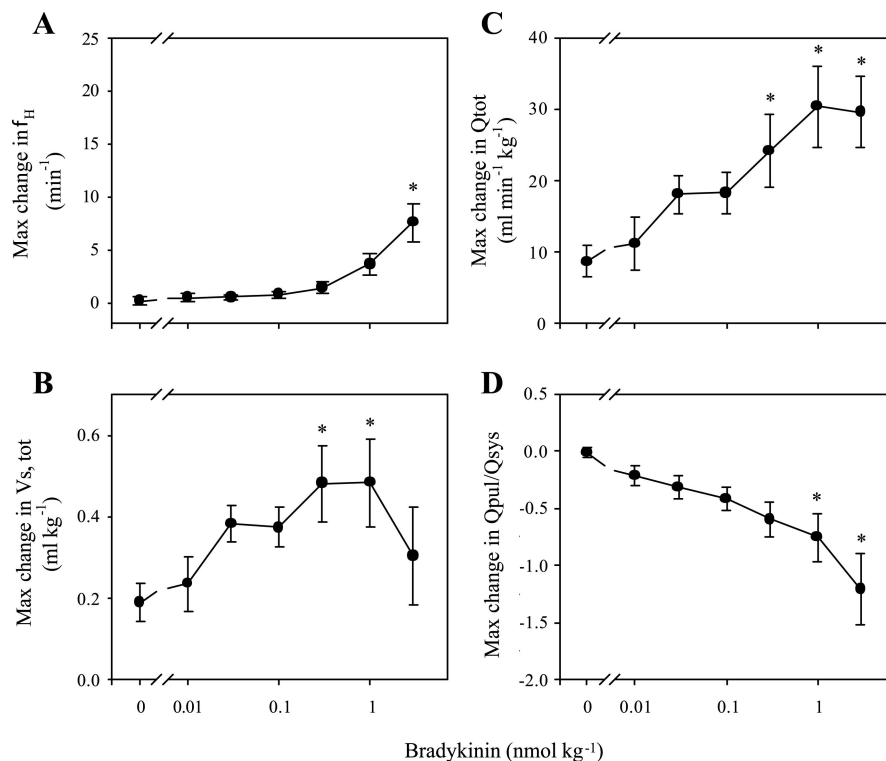 A
25
20
15
10
5
0
Max change in fH
(min-1)
*
C
40
30
20
10
0
Max change in Qtot
(ml min-1 kg-1)
* * *
B
0.6
0.4
0.2
0.0
Max change in Vs, tot
(ml kg-1)
* *
0 0.01 0.1 1
D
0.5
0.0
-0.5
-1.0
-1.5
-2.0
Max change in Qpul/Qsys
* *
0 0.01 0.1 1
Bradykinin (nmol kg-1)